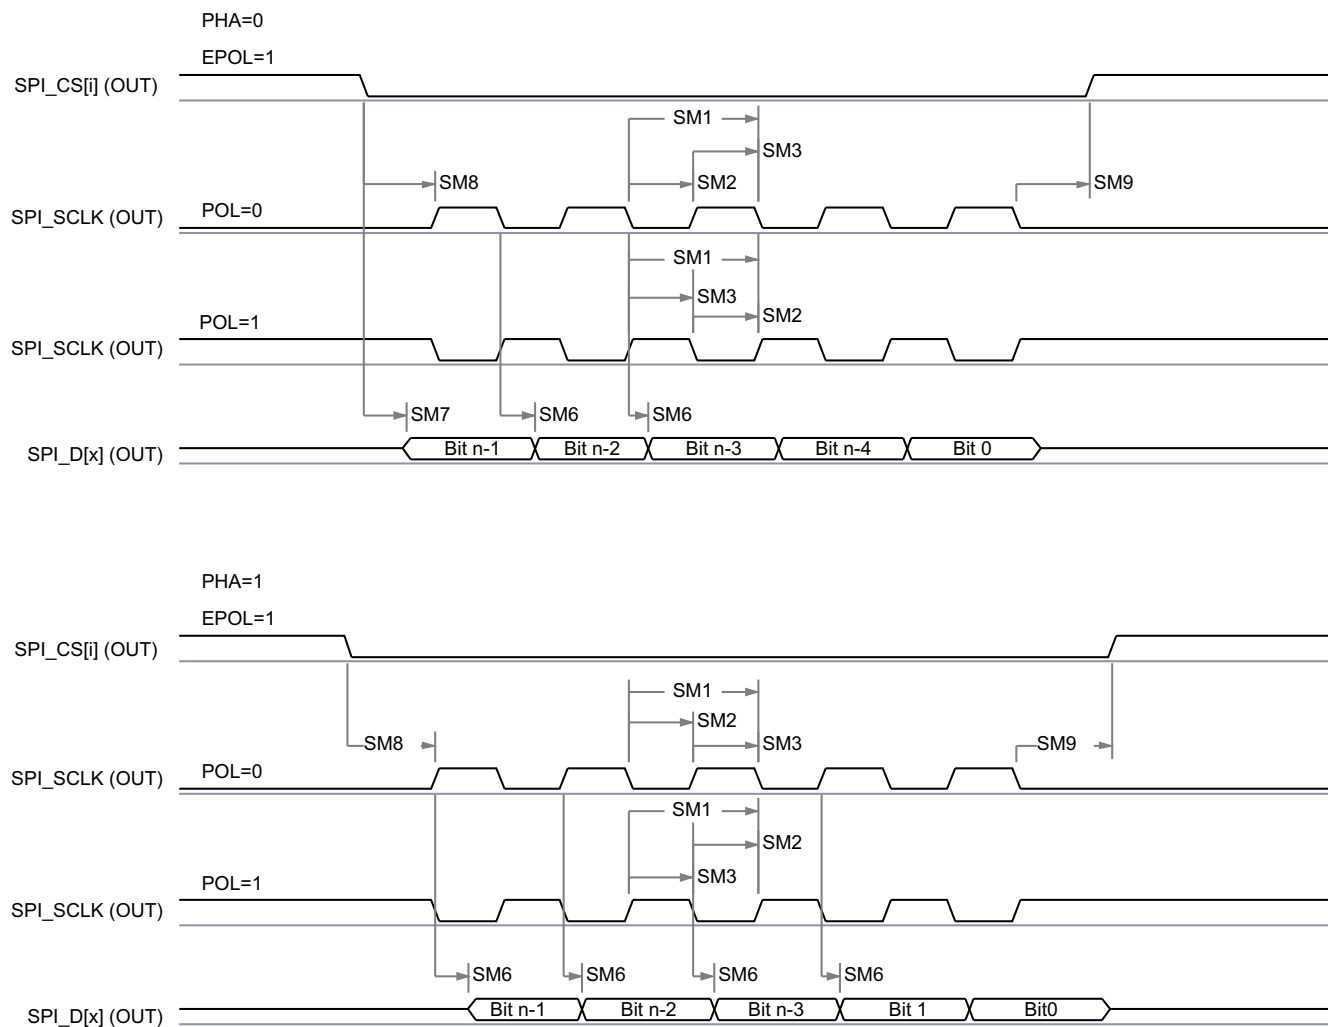 PHA=0
EPOL=1
SPI_CS[i] (OUT)
SM1
SM3
SM8
SM2
SM9
POL=0
SPI_SCLK (OUT)
SM1
SM3
SM2
POL=1
SPI_SCLK (OUT)
SM7
SM6
SM6
SPI_D[x] (OUT)
Bit n-1
Bit n-2
Bit n-3
Bit n-4
Bit 0
PHA=1
EPOL=1
SPI_CS[i] (OUT)
SM1
SM2
SM8
SM3
SM9
POL=0
SPI_SCLK (OUT)
SM1
SM2
SM3
POL=1
SPI_SCLK (OUT)
SM6
SM6
SM6
SM6
SPI_D[x] (OUT)
Bit n-1
Bit n-2
Bit n-3
Bit 1
Bit0